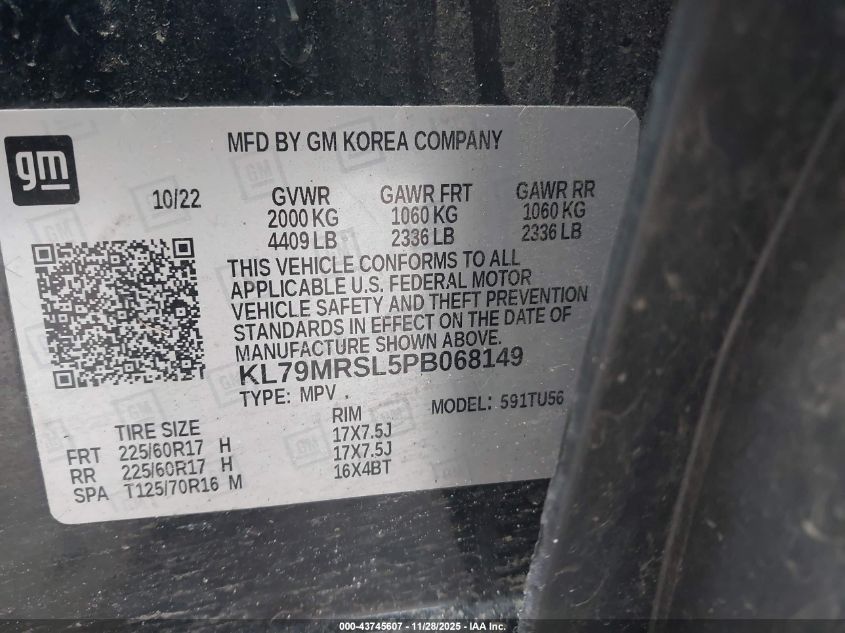 gm
MFD BY GM KOREA COMPANY
10/22 GVWR GAWR FRT GAWR RR
2000 KG 1060 KG 1060 KG
4409 LB 2336 LB 2336 LB
THIS VEHICLE CONFORMS TO ALL
APPLICABLE U.S. FEDERAL MOTOR
VEHICLE SAFETY AND THEFT PREVENTION
STANDARDS IN EFFECT ON THE DATE OF
MANUFACTURE SHOWN ABOVE.
KL79MRSL5PB068149
TYPE: MPV MODEL: 591TU56
TIRE SIZE RIM
FRT 225/60R17 H 17X7.5J
RR 225/60R17 H 17X7.5J
SPA T125/70R16 M 16X4BT
000-43745607 - 11/28/2025 - IAA Inc.